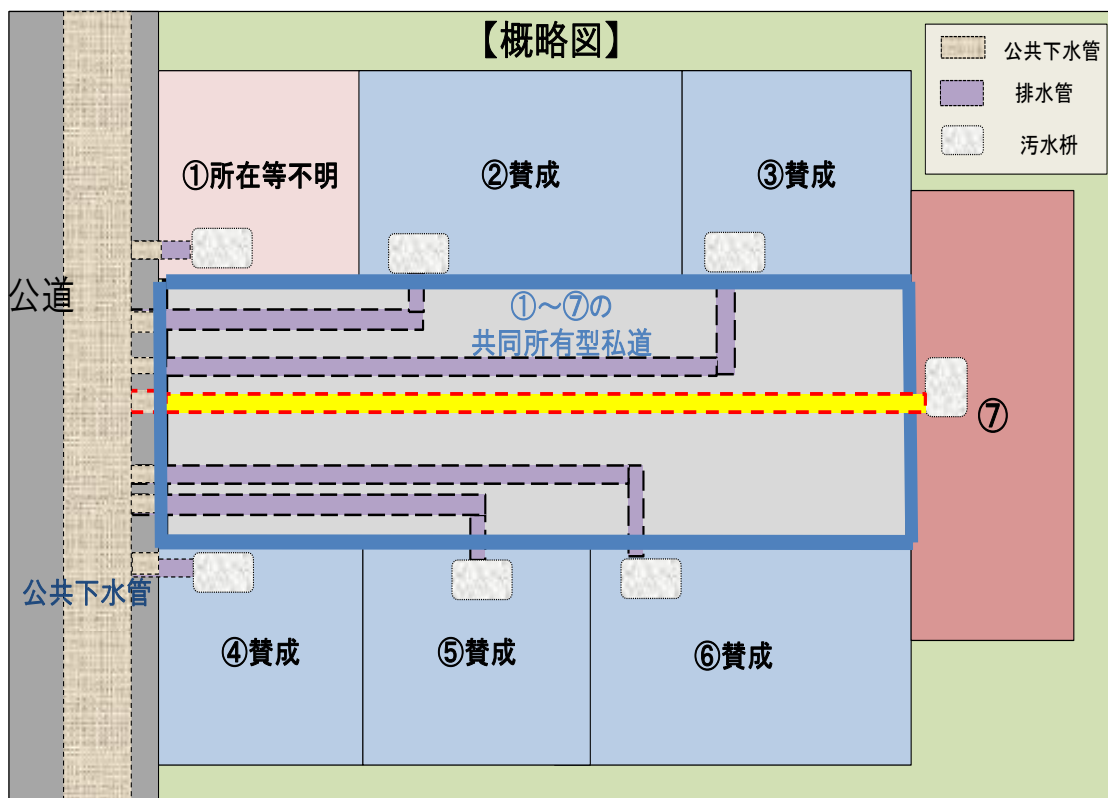 【概略図】
公共下水管
排水管
汚水枡
①所在等不明
②賛成
③賛成
公道
①～⑦の
共同所有型私道
⑦
公共下水管
④賛成
⑤賛成
⑥賛成